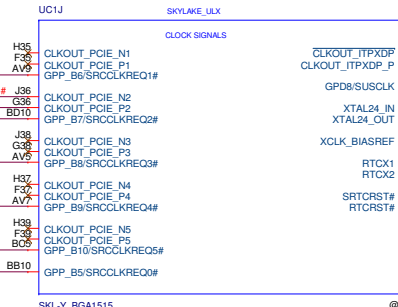 UC1J
SKYLAKE_ULX
CLOCK SIGNALS
H35 CLKOUT_PCIE_N1 CLKOUT_ITPXDP
F35 CLKOUT_PCIE_P1 CLKOUT_ITPXDP_P
AV9 GPP_B6/SRCCLKREQ1#
GPD8/SUSCLK
# J36 CLKOUT_PCIE_N2
G36 CLKOUT_PCIE_P2 XTAL24_IN
BD10 GPP_B7/SRCCLKREQ2# XTAL24_OUT
J38 CLKOUT_PCIE_N3 XCLK_BIASREF
G38 CLKOUT_PCIE_P3
AV5 GPP_B8/SRCCLKREQ3# RTCX1
RTCX2
H37 CLKOUT_PCIE_N4
F37 CLKOUT_PCIE_P4 SRTCRST#
AV7 GPP_B9/SRCCLKREQ4# RTCRST#
H39 CLKOUT_PCIE_N5
F39 CLKOUT_PCIE_P5
GPP_B10/SRCCLKREQ5#
BB10 GPP_B5/SRCCLKREQ0#
SKL-Y_BGA1515 @